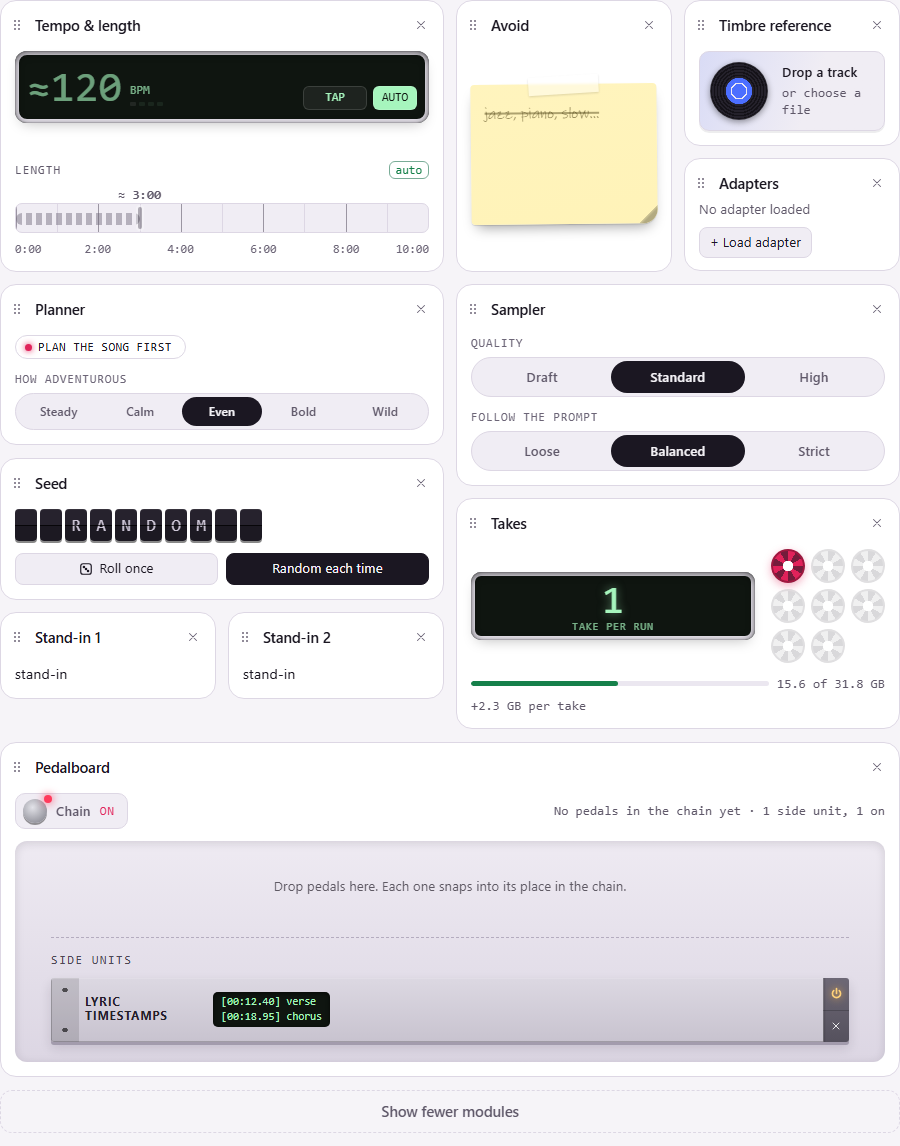 Tempo & length
≈120 BPM
TAP
AUTO
LENGTH
auto
≈ 3:00
0:00 2:00 4:00 6:00 8:00 10:00
Avoid
jazz, piano, slow...
Timbre reference
Drop a track
or choose a
file
Adapters
No adapter loaded
+ Load adapter
Planner
PLAN THE SONG FIRST
HOW ADVENTUROUS
Steady Calm Even Bold Wild
Sampler
QUALITY
Draft Standard High
FOLLOW THE PROMPT
Loose Balanced Strict
Seed
RANDOM
Roll once
Random each time
Takes
1
TAKE PER RUN
15.6 of 31.8 GB
+2.3 GB per take
Stand-in 1
stand-in
Stand-in 2
stand-in
Pedalboard
Chain ON
No pedals in the chain yet · 1 side unit, 1 on
Drop pedals here. Each one snaps into its place in the chain.
SIDE UNITS
LYRIC
TIMESTAMPS
[00:12.40] verse
[00:18.95] chorus
Show fewer modules